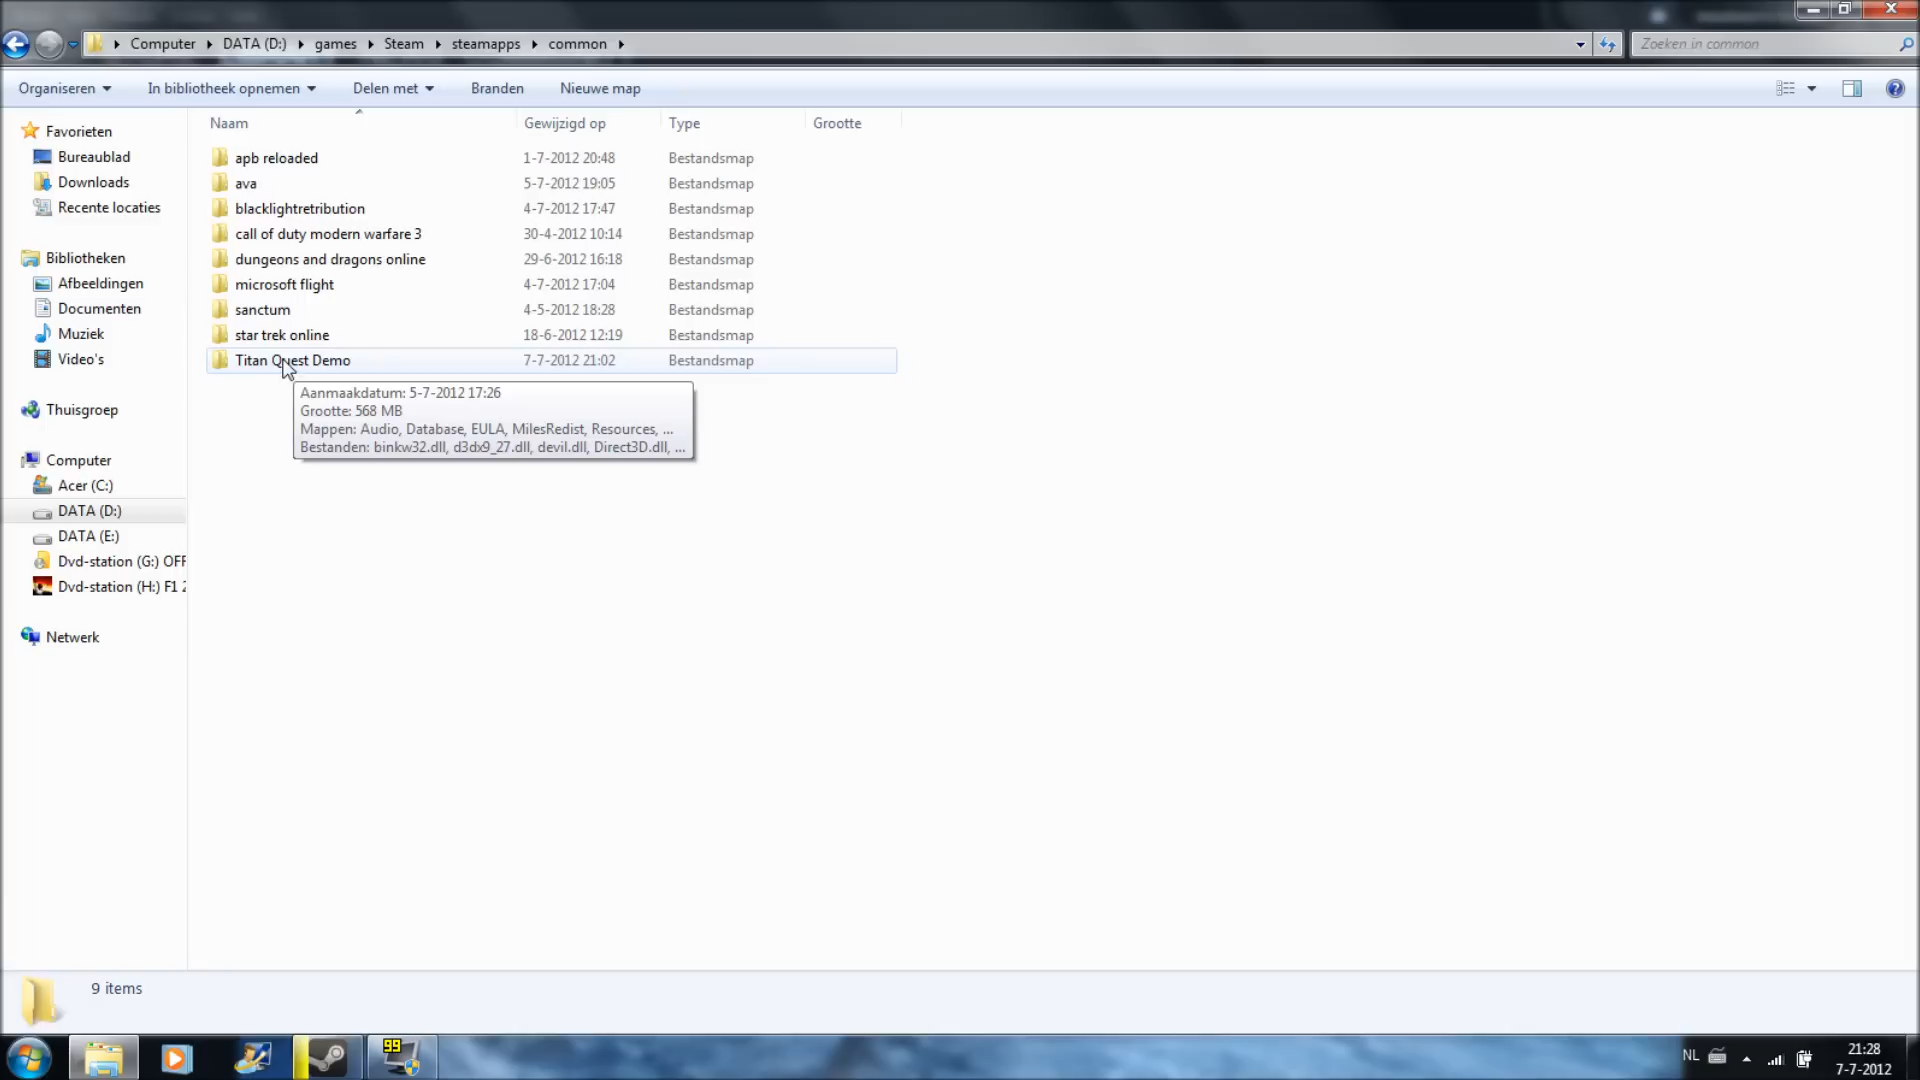 Computer DATA (D:) games Steam steamapps common
Zoeken in common
Organiseren In bibliotheek opnemen Delen met Branden Nieuwe map
Naam Gewijzigd op Type Grootte
apb reloaded 1-7-2012 20:48 Bestandsmap
ava 5-7-2012 19:05 Bestandsmap
blacklightretribution 4-7-2012 17:47 Bestandsmap
call of duty modern warfare 3 30-4-2012 10:14 Bestandsmap
dungeons and dragons online 29-6-2012 16:18 Bestandsmap
microsoft flight 4-7-2012 17:04 Bestandsmap
sanctum 4-5-2012 18:28 Bestandsmap
star trek online 18-6-2012 12:19 Bestandsmap
Titan Quest Demo 7-7-2012 21:02 Bestandsmap
Aanmaakdatum: 5-7-2012 17:26
Grootte: 568 MB
Mappen: Audio, Database, EULA, MilesRedist, Resources, ...
Bestanden: binkw32.dll, d3dx9_27.dll, devil.dll, Direct3D.dll, ...
Favorieten
Bureaublad
Downloads
Recente locaties
Bibliotheken
Afbeeldingen
Documenten
Muziek
Video's
Thuisgroep
Computer
Acer (C:)
DATA (D:)
DATA (E:)
Dvd-station (G:) OFF
Dvd-station (H:) F1 2
Netwerk
9 items
99
NL
21:28
7-7-2012